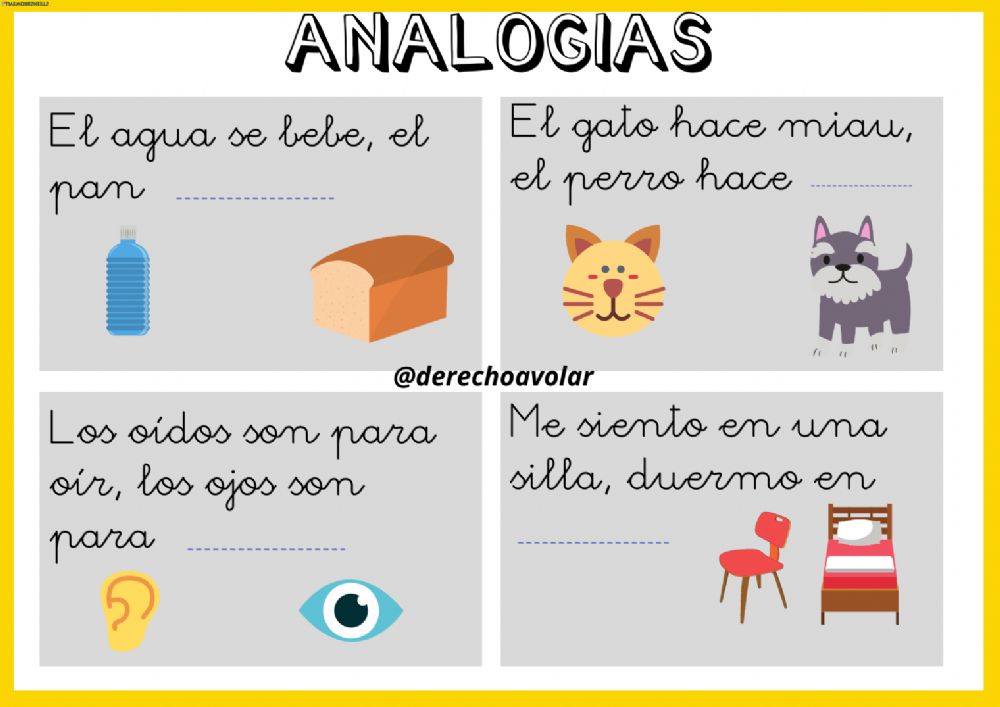 ANALOGIAS
El agua se bebe, el
pan
El gato hace miau,
el perro hace
@derechoavolar
Los oídos son para
oír, los ojos son
para
Me siento en una
silla, duermo en